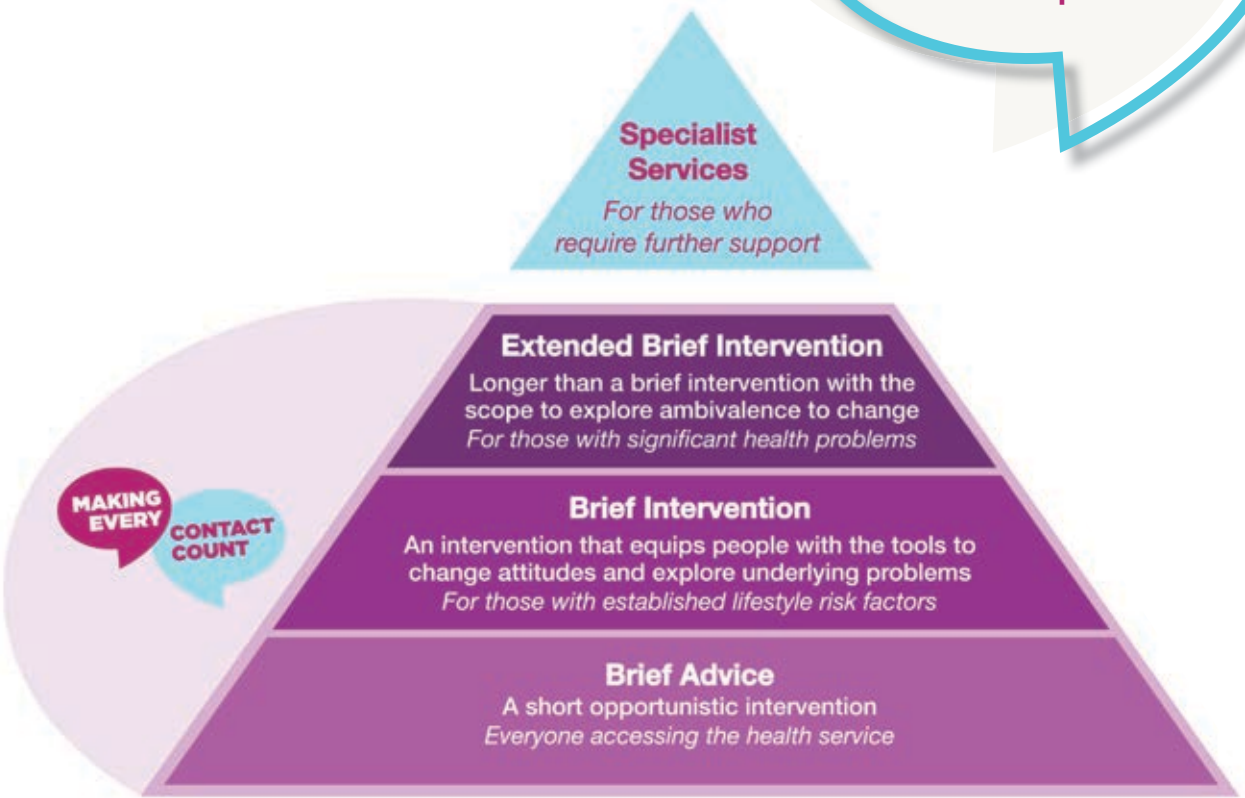 Specialist
Services
For those who
require further support
Extended Brief Intervention
Longer than a brief intervention with the
scope to explore ambivalence to change
For those with significant health problems
MAKING
EVERY
CONTACT
COUNT
Brief Intervention
An intervention that equips people with the tools to
change attitudes and explore underlying problems
For those with established lifestyle risk factors
Brief Advice
A short opportunistic intervention
Everyone accessing the health service